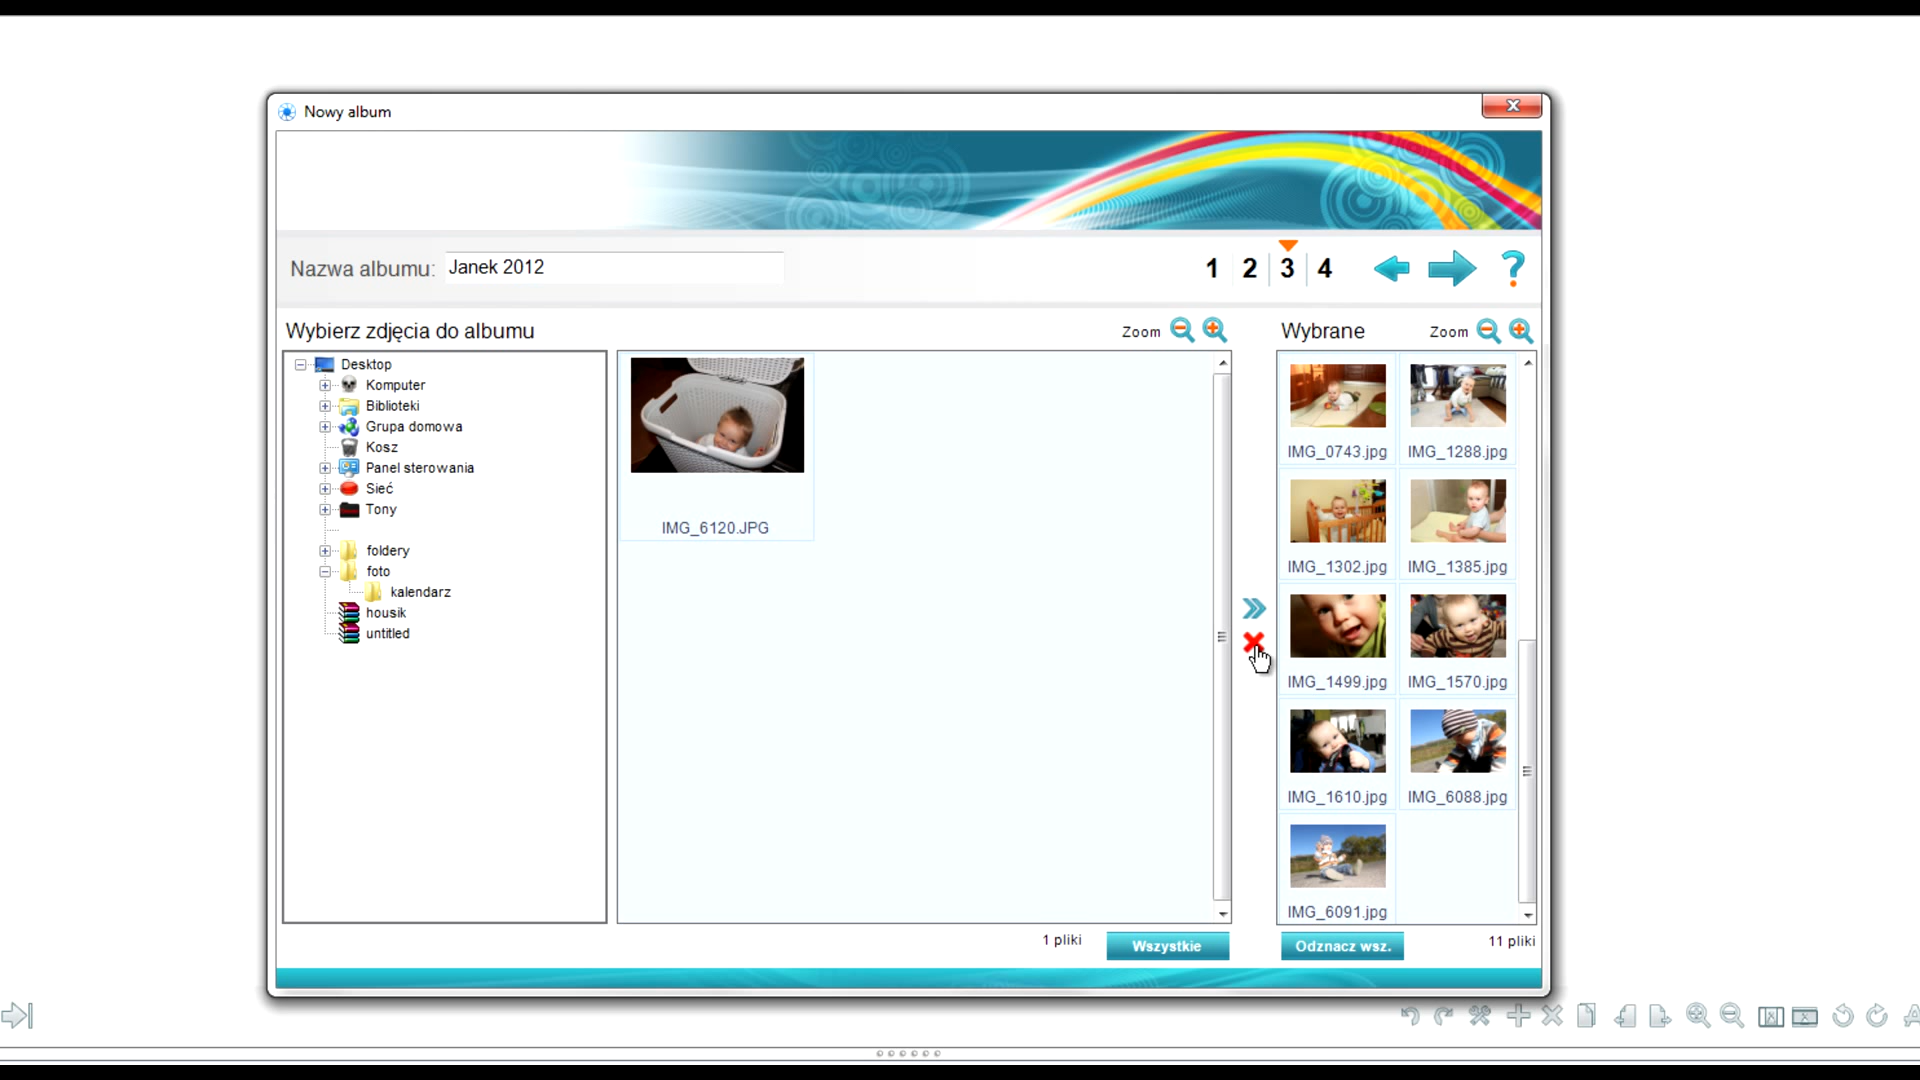 Nowy album
X
Nazwa albumu: Janek 2012
1 2 3 4 ?
Wybierz zdjęcia do albumu
Zoom
Wybrane
Zoom
Desktop
Komputer
Biblioteki
Grupa domowa
Kosz
Panel sterowania
Sieć
Tony
foldery
foto
kalendarz
housik
untitled
IMG_6120.JPG
IMG_0743.jpg IMG_1288.jpg
IMG_1302.jpg IMG_1385.jpg
IMG_1499.jpg IMG_1570.jpg
IMG_1610.jpg IMG_6088.jpg
IMG_6091.jpg
1 pliki
Wszystkie
Odznacz wsz.
11 pliki